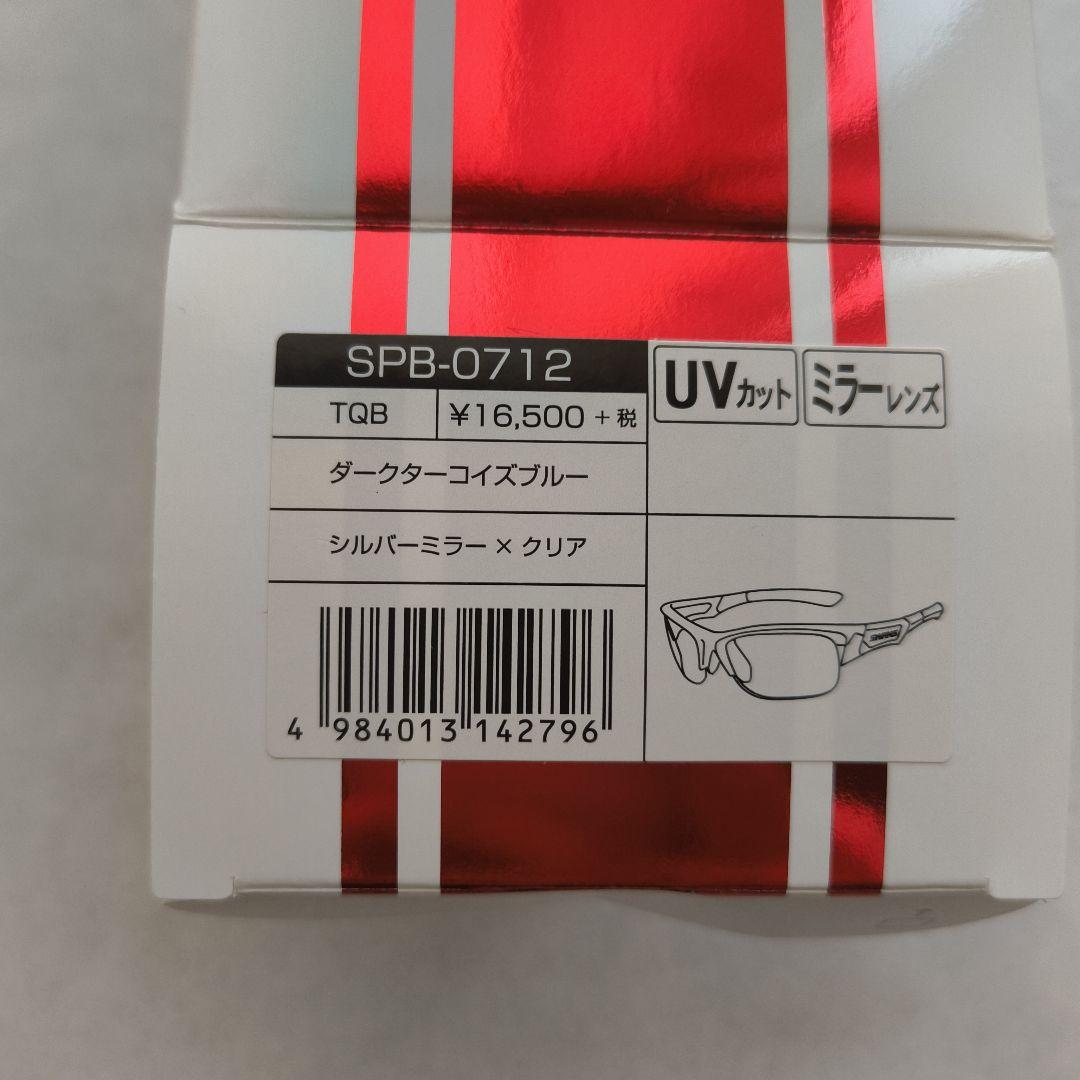 SPB-0712
TQB
¥16,500 + 税
ダークターコイズブルー
シルバーミラー × クリア
4 984013 142796
UVカット
ミラーレンズ
SWANS